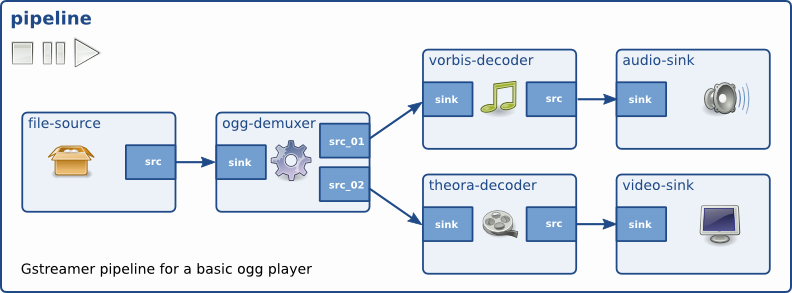 pipeline
file-source
src
ogg-demuxer
sink
src_01
src_02
vorbis-decoder
sink
src
audio-sink
sink
theora-decoder
sink
src
video-sink
sink
Gstreamer pipeline for a basic ogg player